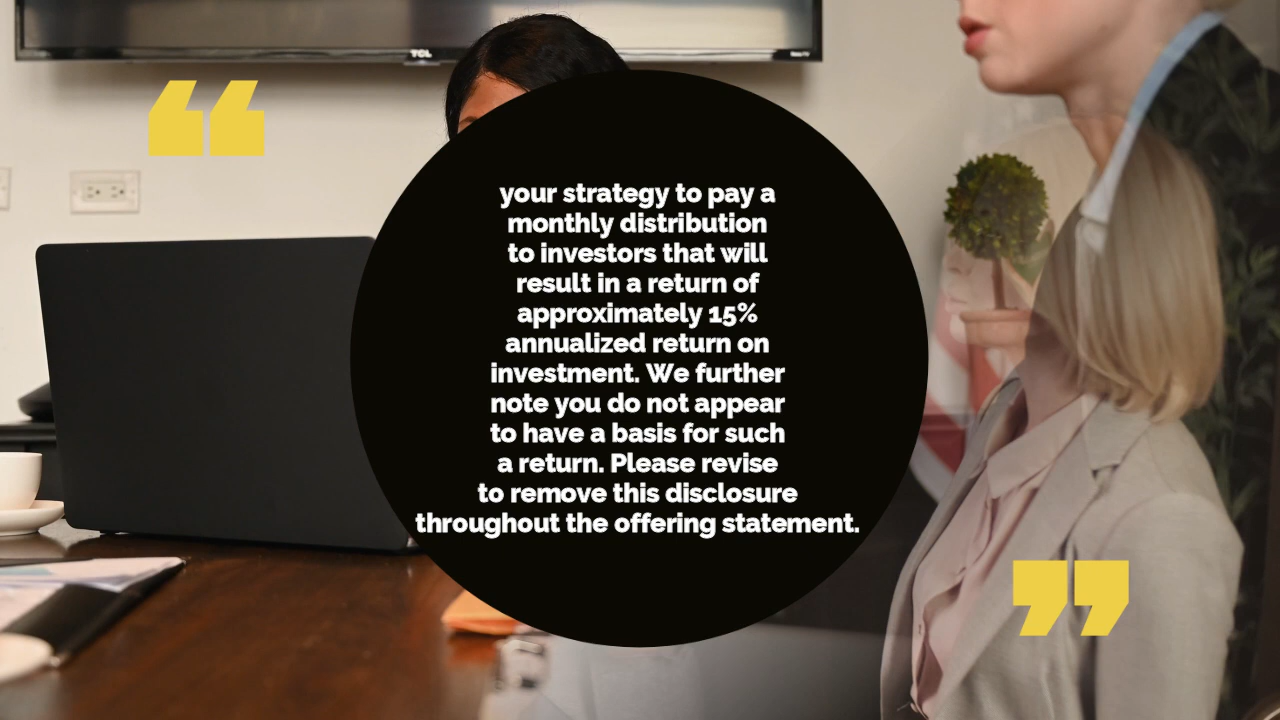 TCL
your strategy to pay a
monthly distribution
to investors that will
result in a return of
approximately 15%
annualized return on
investment. We further
note you do not appear
to have a basis for such
a return. Please revise
to remove this disclosure
throughout the offering statement.